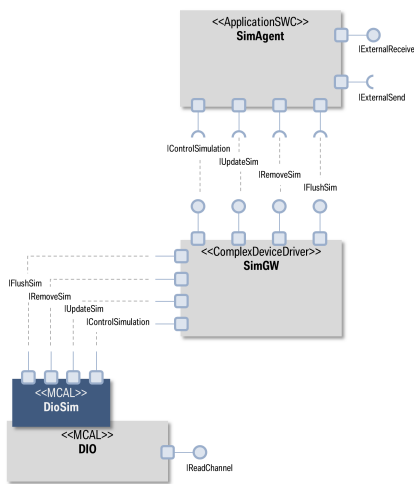 <<ApplicationSWC>>
SimAgent
IExternalReceive
IExternalSend
IControlSimulation
IUpdateSim
IRemoveSim
IFlushSim
<<ComplexDeviceDriver>>
SimGW
IFlushSim
IRemoveSim
IUpdateSim
IControlSimulation
<<MCAL>>
DioSim
<<MCAL>>
DIO
IReadChannel